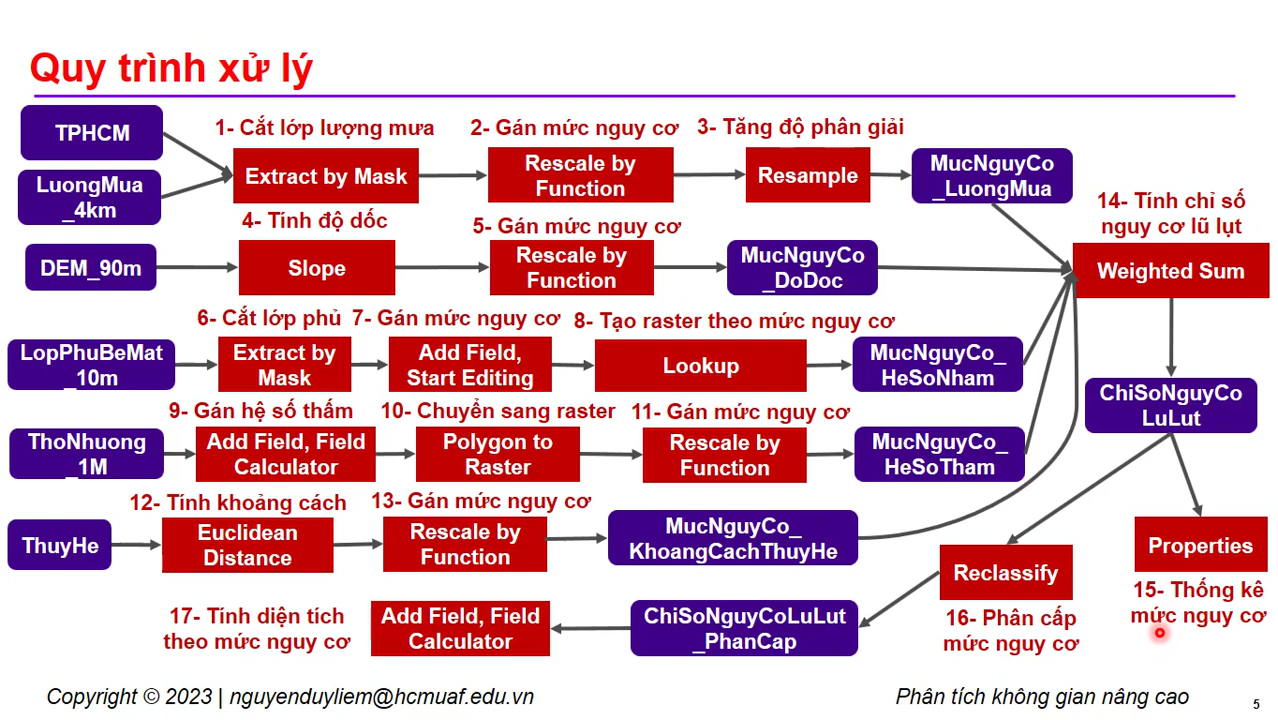 Quy trình xử lý
TPHCM
1- Cắt lớp lượng mưa
2- Gán mức nguy cơ
3- Tăng độ phân giải
LuongMua
_4km
Extract by Mask
Rescale by
Function
Resample
MucNguyCo
_LuongMua
14- Tính chỉ số
nguy cơ lũ lụt
4- Tính độ dốc
5- Gán mức nguy cơ
DEM_90m
Slope
Rescale by
Function
MucNguyCo
_DoDoc
Weighted Sum
6- Cắt lớp phủ
7- Gán mức nguy cơ
8- Tạo raster theo mức nguy cơ
LopPhuBeMat
_10m
Extract by
Mask
Add Field,
Start Editing
Lookup
MucNguyCo_
HeSoNham
ChiSoNguyCo
LuLut
9- Gán hệ số thấm
10- Chuyển sang raster
11- Gán mức nguy cơ
ThoNhuong
_1M
Add Field, Field
Calculator
Polygon to
Raster
Rescale by
Function
MucNguyCo_
HeSoTham
12- Tính khoảng cách
13- Gán mức nguy cơ
ThuyHe
Euclidean
Distance
Rescale by
Function
MucNguyCo_
KhoangCachThuyHe
Reclassify
Properties
15- Thống kê
mức nguy cơ
16- Phân cấp
mức nguy cơ
17- Tính diện tích
theo mức nguy cơ
Add Field, Field
Calculator
ChiSoNguyCoLuLut
_PhanCap
Copyright © 2023 | nguyenduyliem@hcmuaf.edu.vn
Phân tích không gian nâng cao
5